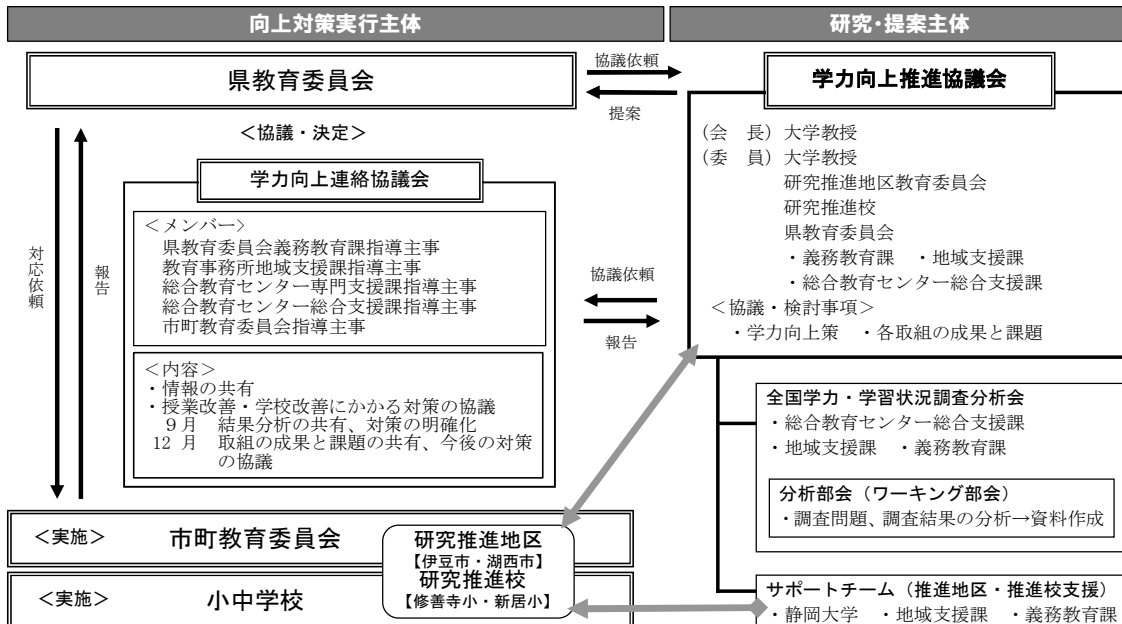 向上対策実行主体
県教育委員会
<協議・決定>
対応依頼
報告
学力向上連絡協議会
<メンバー>
県教育委員会義務教育課指導主事
教育事務所地域支援課指導主事
総合教育センター専門支援課指導主事
総合教育センター総合支援課指導主事
市町教育委員会指導主事
<内容>
・情報の共有
・授業改善・学校改善にかかる対策の協議
9月 結果分析の共有、対策の明確化
12月 取組の成果と課題の共有、今後の対策
の協議
<実施> 市町教育委員会
<実施> 小中学校
研究推進地区
【伊豆市・湖西市】
研究推進校
【修善寺小・新居小】
協議依頼
提案
協議依頼
報告
研究・提案主体
学力向上推進協議会
(会 長)大学教授
(委 員)大学教授
研究推進地区教育委員会
研究推進校
県教育委員会
・義務教育課 ・地域支援課
・総合教育センター総合支援課
<協議・検討事項>
・学力向上策 ・各取組の成果と課題
全国学力・学習状況調査分析会
・総合教育センター総合支援課
・地域支援課 ・義務教育課
分析部会(ワーキング部会)
・調査問題、調査結果の分析→資料作成
サポートチーム(推進地区・推進校支援)
・静岡大学 ・地域支援課 ・義務教育課